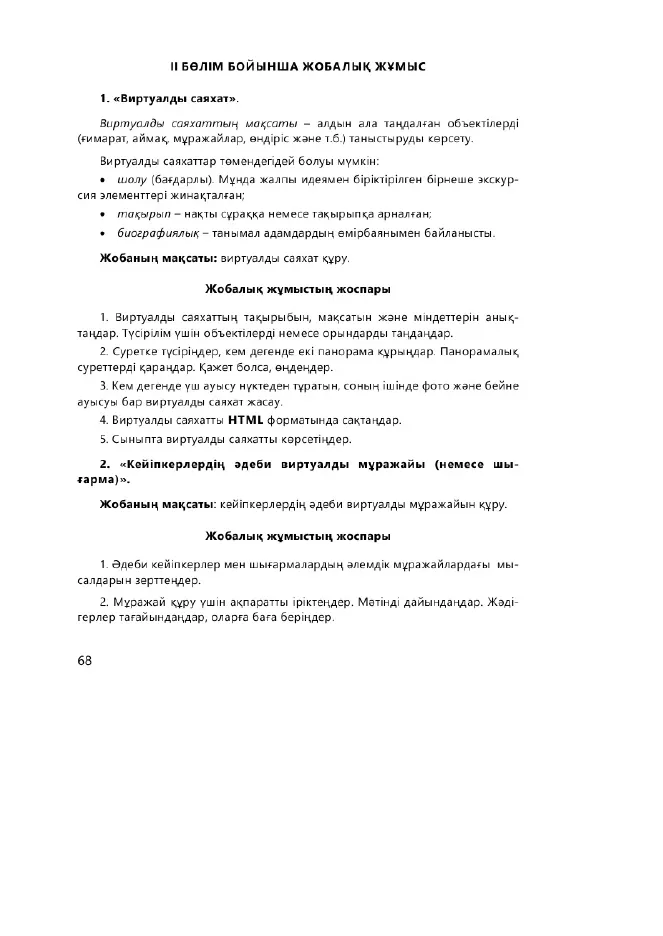 II БӨЛІМ БОЙЫНША ЖОБАЛЫҚ ЖҰМЫС
1. «Виртуалды саяхат».
Виртуалды саяхаттың мақсаты – алдын ала таңдалған объектілерді
(ғимарат, аймақ, мұражайлар, өндіріс және т.б.) таныстыруды көрсету.
Виртуалды саяхаттар төмендегідей болуы мүмкін:
• шолу (бағдарлы). Мұнда жалпы идеямен біріктірілген бірнеше экскур-
сия элементтері жинақталған;
• тақырып – нақты сұраққа немесе тақырыпқа арналған;
• биографиялық – танымал адамдардың өмірбаянымен байланысты.
Жобаның мақсаты: виртуалды саяхат құру.
Жобалық жұмыстың жоспары
1. Виртуалды саяхаттың тақырыбын, мақсатын және міндеттерін анық-
таңдар. Түсірілім үшін объектілерді немесе орындарды таңдаңдар.
2. Суретке түсіріңдер, кем дегенде екі панорама құрыңдар. Панорамалық
суреттерді қараңдар. Қажет болса, өңдеңдер.
3. Кем дегенде үш ауысу нүктеден тұратын, соның ішінде фото және бейне
ауысуы бар виртуалды саяхат жасау.
4. Виртуалды саяхатты HTML форматында сақтаңдар.
5. Сыныпта виртуалды саяхатты көрсетіңдер.
2. «Кейіпкерлердің әдеби виртуалды мұражайы (немесе шы-
ғарма)».
Жобаның мақсаты: кейіпкерлердің әдеби виртуалды мұражайын құру.
Жобалық жұмыстың жоспары
1. Әдеби кейіпкерлер мен шығармалардың әлемдік мұражайлардағы мы-
салдарын зерттеңдер.
2. Мұражай құру үшін ақпаратты іріктеңдер. Мәтінді дайындаңдар. Жәді-
герлер тағайындаңдар, оларға баға беріңдер.
68